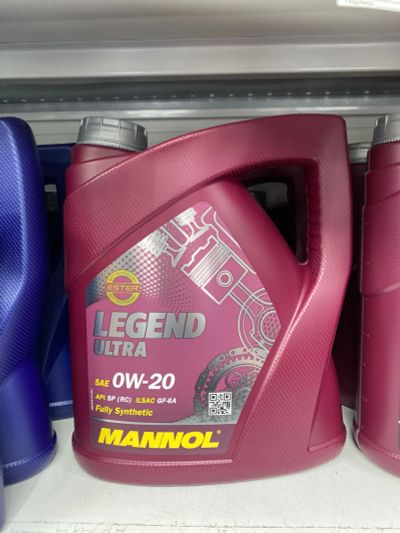 ESTER
LEGEND
ULTRA
SAE 0W-20
API SP (RC) ILSAC GF-6A
Fully Synthetic
MANNOL